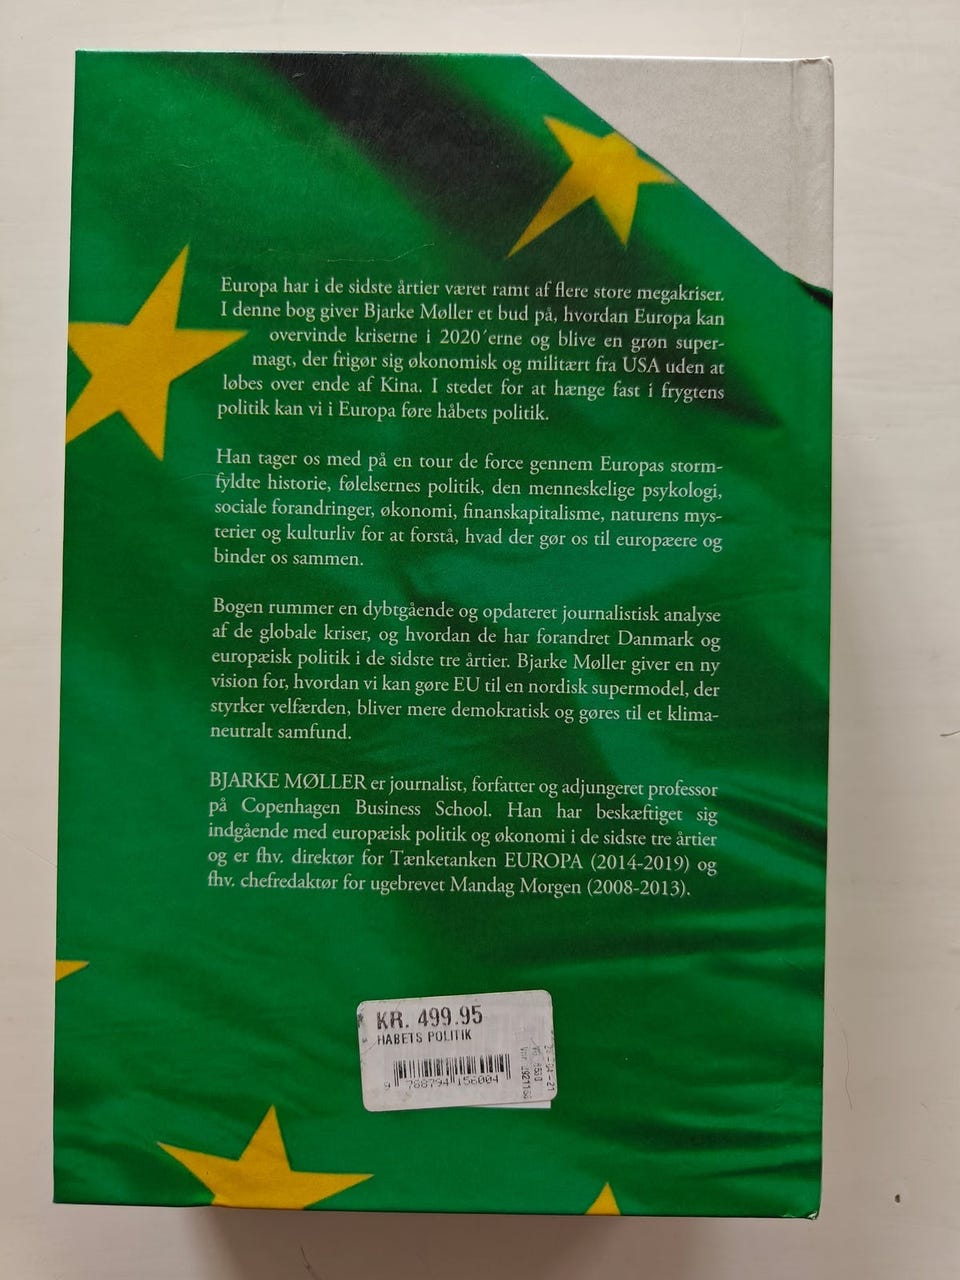 Europa har i de sidste årtier været ramt af flere store megakriser.
I denne bog giver Bjarke Møller et bud på, hvordan Europa kan
overvinde kriserne i 2020´erne og blive en grøn super-
magt, der frigør sig økonomisk og militært fra USA uden at
løbes over ende af Kina. I stedet for at hænge fast i frygtens
politik kan vi i Europa føre håbets politik.
Han tager os med på en tour de force gennem Europas storm-
fyldte historie, følelsernes politik, den menneskelige psykologi,
sociale forandringer, økonomi, finanskapitalisme, naturens mys-
terier og kulturliv for at forstå, hvad der gør os til europæere og
binder os sammen.
Bogen rummer en dybtgående og opdateret journalistisk analyse
af de globale kriser, og hvordan de har forandret Danmark og
europæisk politik i de sidste tre årtier. Bjarke Møller giver en ny
vision for, hvordan vi kan gøre EU til en nordisk supermodel, der
styrker velfærden, bliver mere demokratisk og gøres til et klima-
neutralt samfund.
BJARKE MØLLER er journalist, forfatter og adjungeret professor
på Copenhagen Business School. Han har beskæftiget sig
indgående med europæisk politik og økonomi i de sidste tre årtier
og er fhv. direktør for Tænketanken EUROPA (2014-2019) og
fhv. chefredaktør for ugebrevet Mandag Morgen (2008-2013).
KR. 499.95
HABETS POLITIK
9 788794 156004